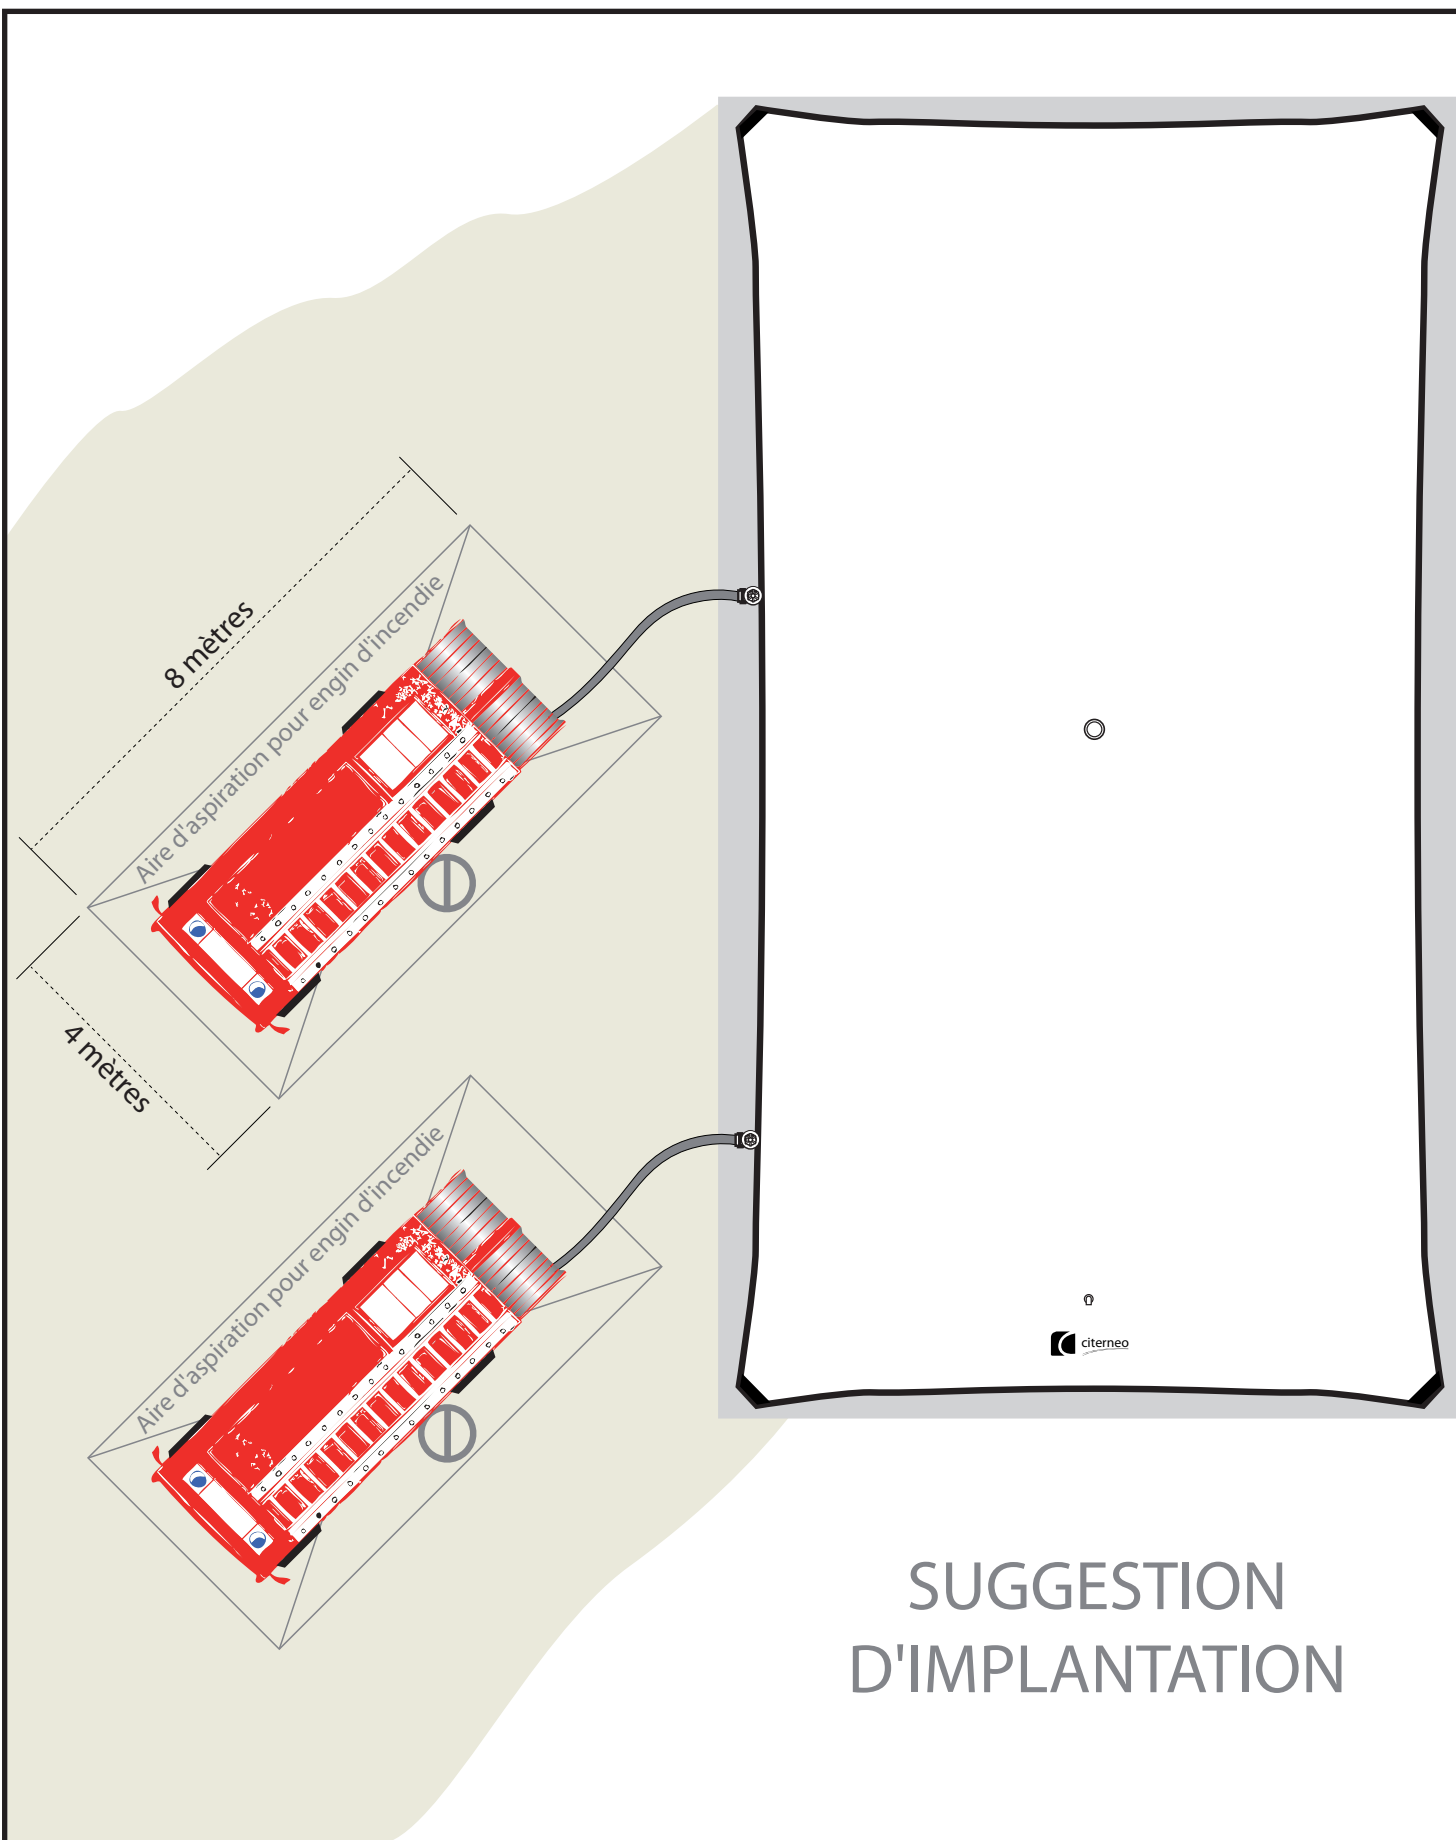 8 mètres
Aire d'aspiration pour engin d'incendie
4 mètres
Aire d'aspiration pour engin d'incendie
citerneo
SUGGESTION
D'IMPLANTATION